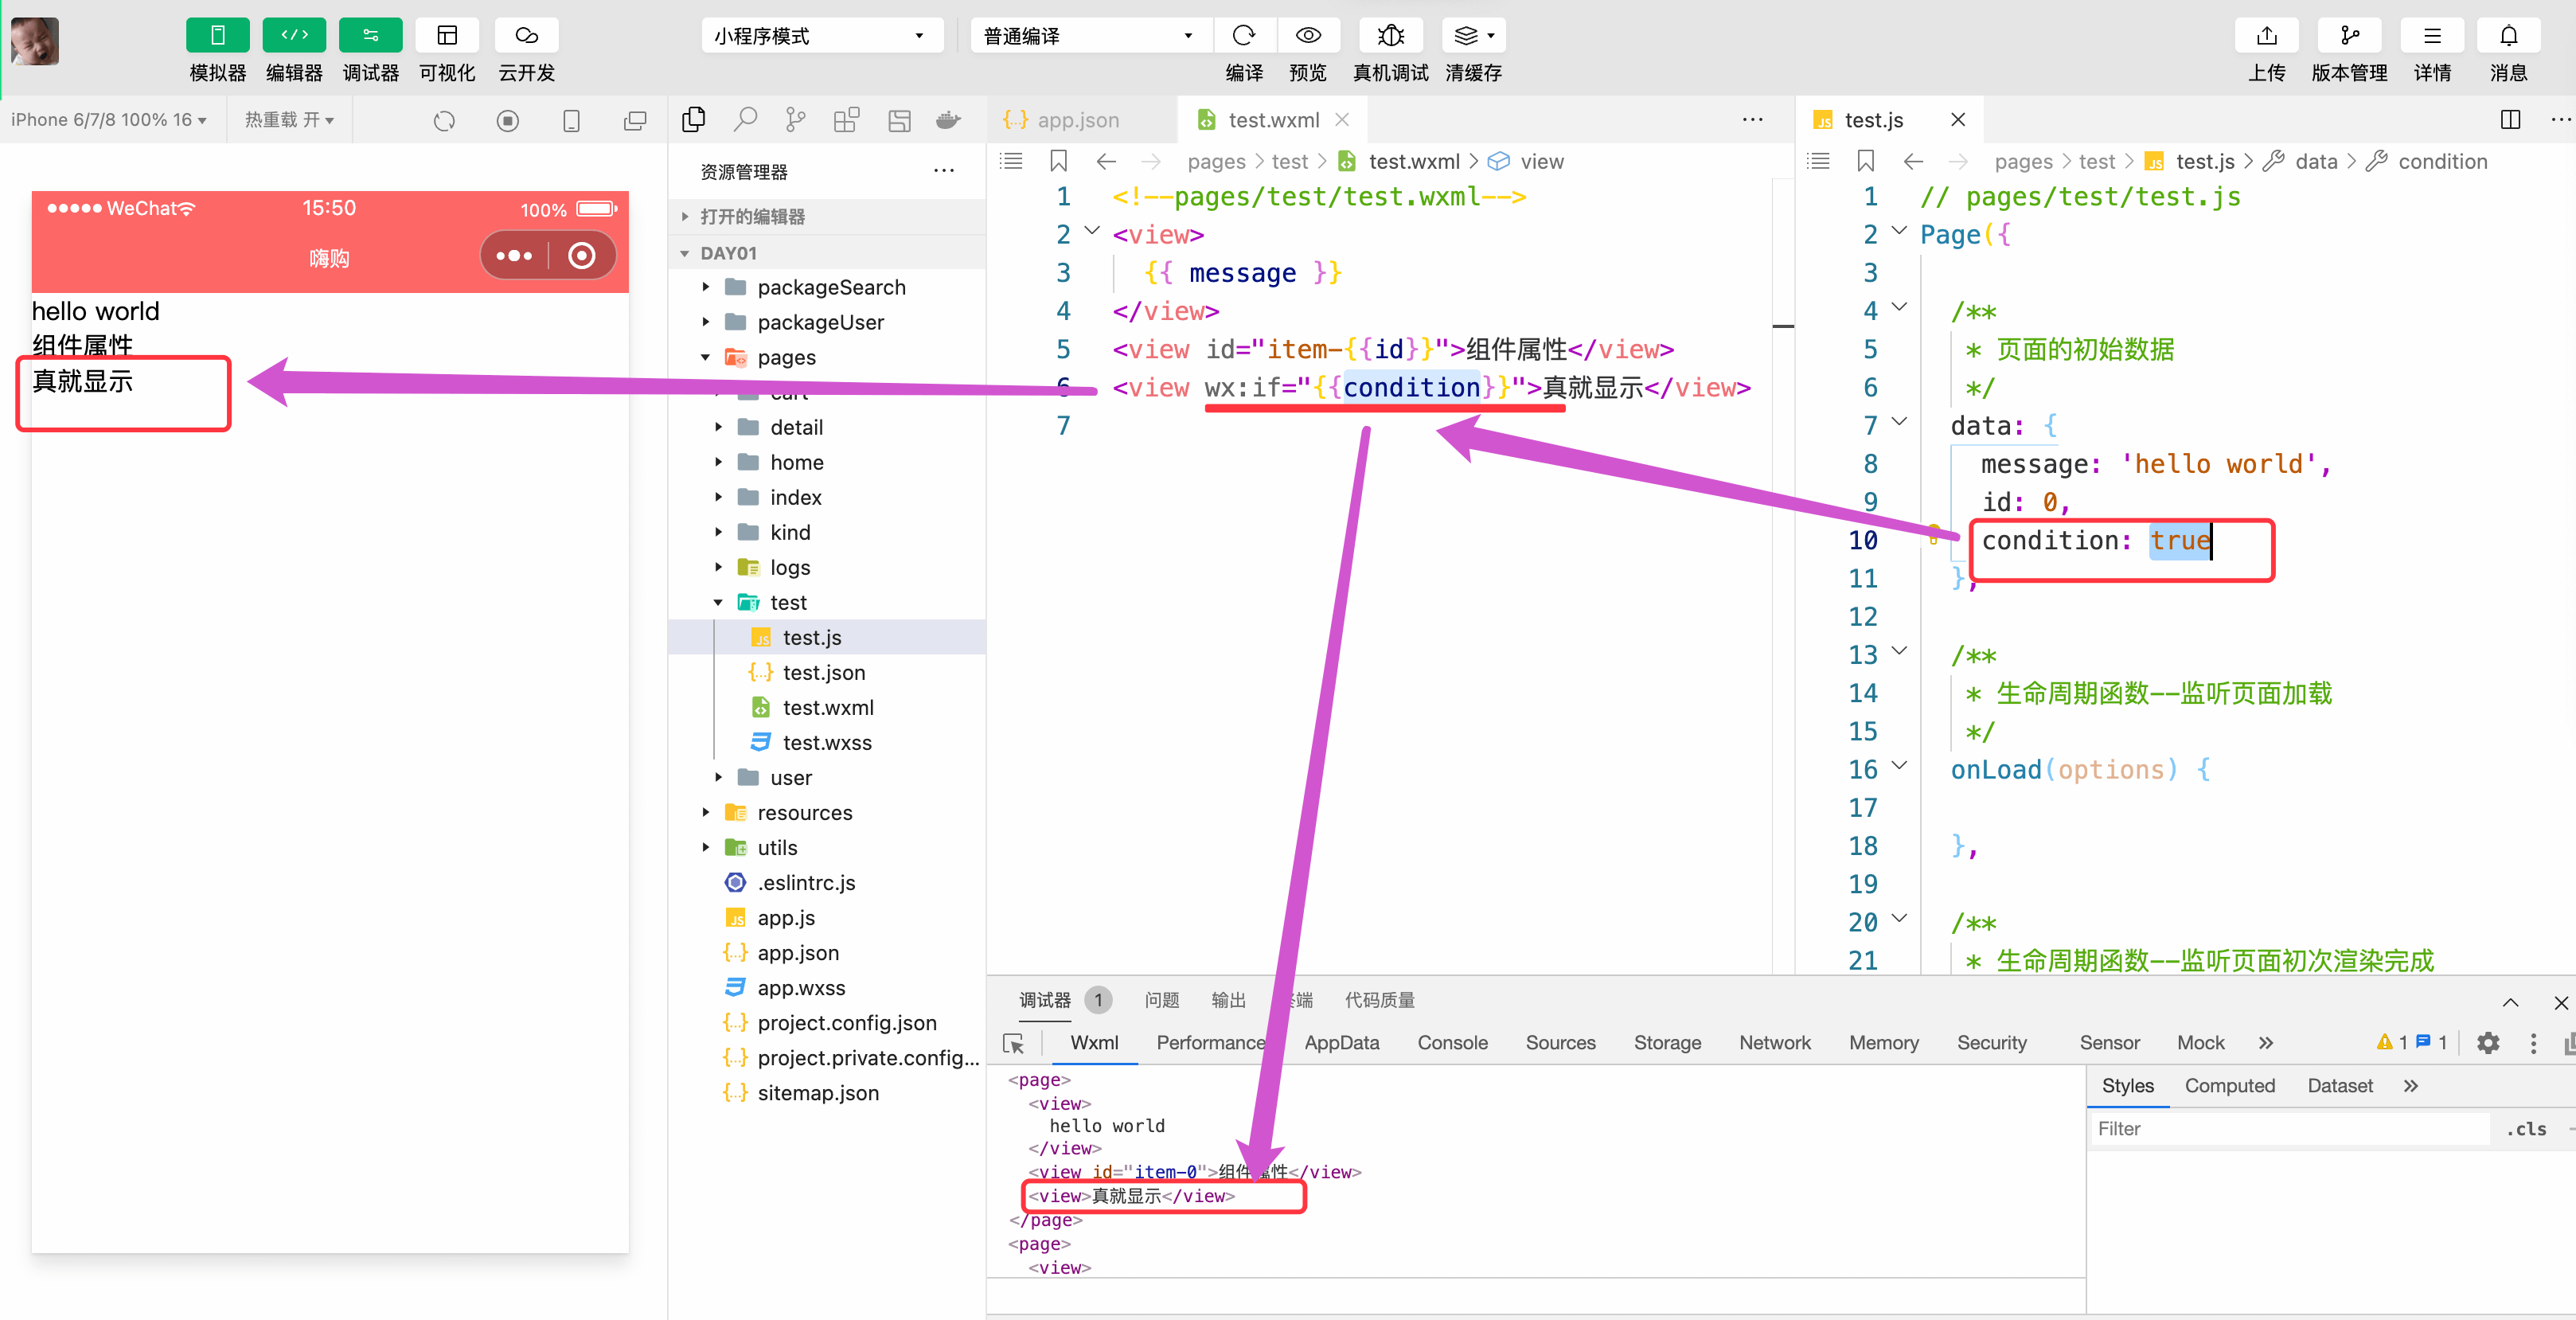 模拟器 编辑器 调试器 可视化 云开发
小程序模式 普通编译
编译 预览 真机调试 清缓存
上传 版本管理 详情 消息
iPhone 6/7/8 100% 16 热重载 开
WeChat 15:50 100%
嗨购
hello world
组件属性
真就显示
资源管理器
打开的编辑器
DAY01
packageSearch
packageUser
pages
cart
detail
home
index
kind
logs
test
test.js
test.json
test.wxml
test.wxss
user
resources
utils
.eslintrc.js
app.js
app.json
app.wxss
project.config.json
project.private.config...
sitemap.json
app.json test.wxml
pages > test > test.wxml > view
1 <!--pages/test/test.wxml-->
2 <view>
3 {{ message }}
4 </view>
5 <view id="item-{{id}}">组件属性</view>
6 <view wx:if="{{condition}}">真就显示</view>
7
test.js
pages > test > test.js > data > condition
1 // pages/test/test.js
2 Page({
3
4 /**
5 * 页面的初始数据
6 */
7 data: {
8 message: 'hello world',
9 id: 0,
10 condition: true
11 },
12
13 /**
14 * 生命周期函数--监听页面加载
15 */
16 onLoad(options) {
17
18 },
19
20 /**
21 * 生命周期函数--监听页面初次渲染完成
调试器 1 问题 输出 终端 代码质量
Wxml Performance AppData Console Sources Storage Network Memory Security Sensor Mock 1 1
<page>
<view>
hello world
</view>
<view id="item-0">组件属性</view>
<view>真就显示</view>
</page>
<page>
<view>
Styles Computed Dataset
Filter .cls